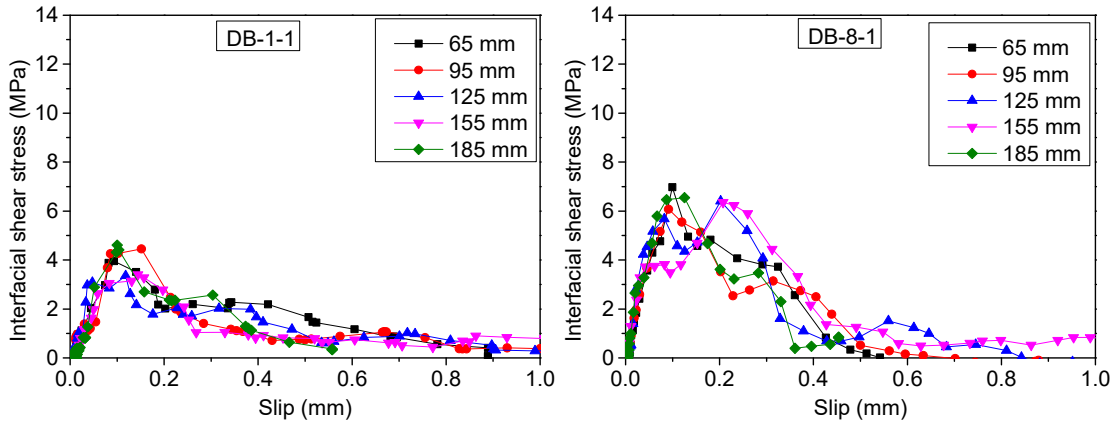 DB-1-1
65 mm
95 mm
125 mm
155 mm
185 mm
Interfacial shear stress (MPa)
14
12
10
8
6
4
2
0
0.0 0.2 0.4 0.6 0.8 1.0
Slip (mm)
DB-8-1
65 mm
95 mm
125 mm
155 mm
185 mm
Interfacial shear stress (MPa)
14
12
10
8
6
4
2
0
0.0 0.2 0.4 0.6 0.8 1.0
Slip (mm)